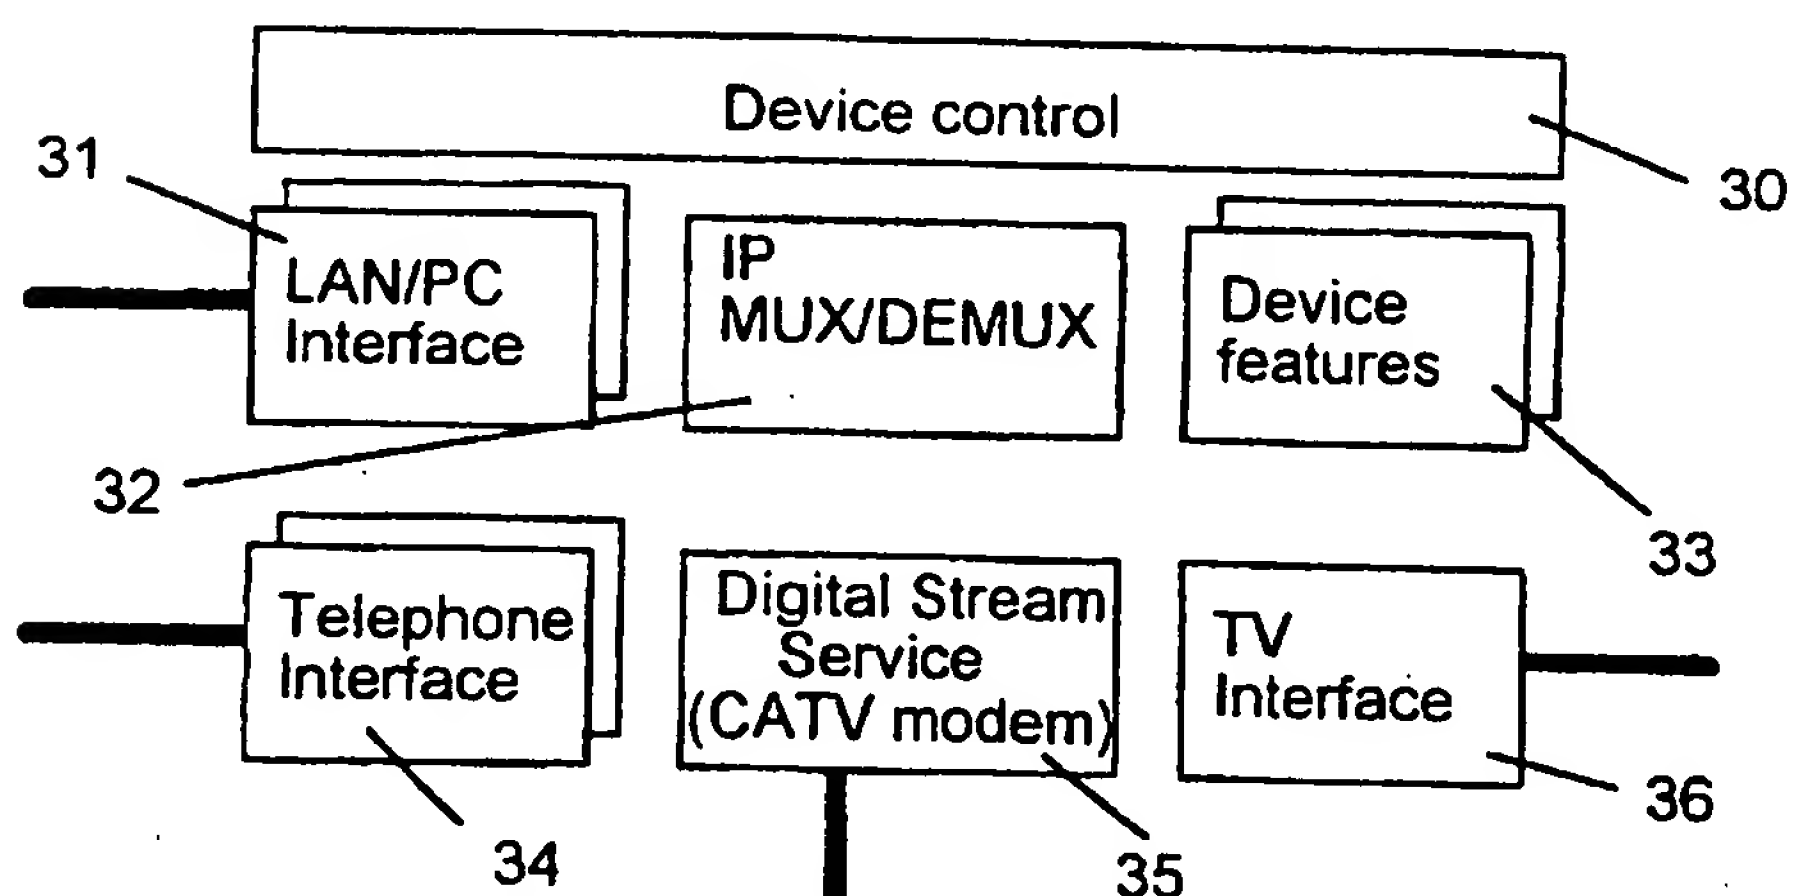 Device control
30
31
LAN/PC
Interface
IP
MUX/DEMUX
Device
features
32
33
Telephone
Interface
Digital Stream
Service
(CATV modem)
TV
Interface
34
35
36